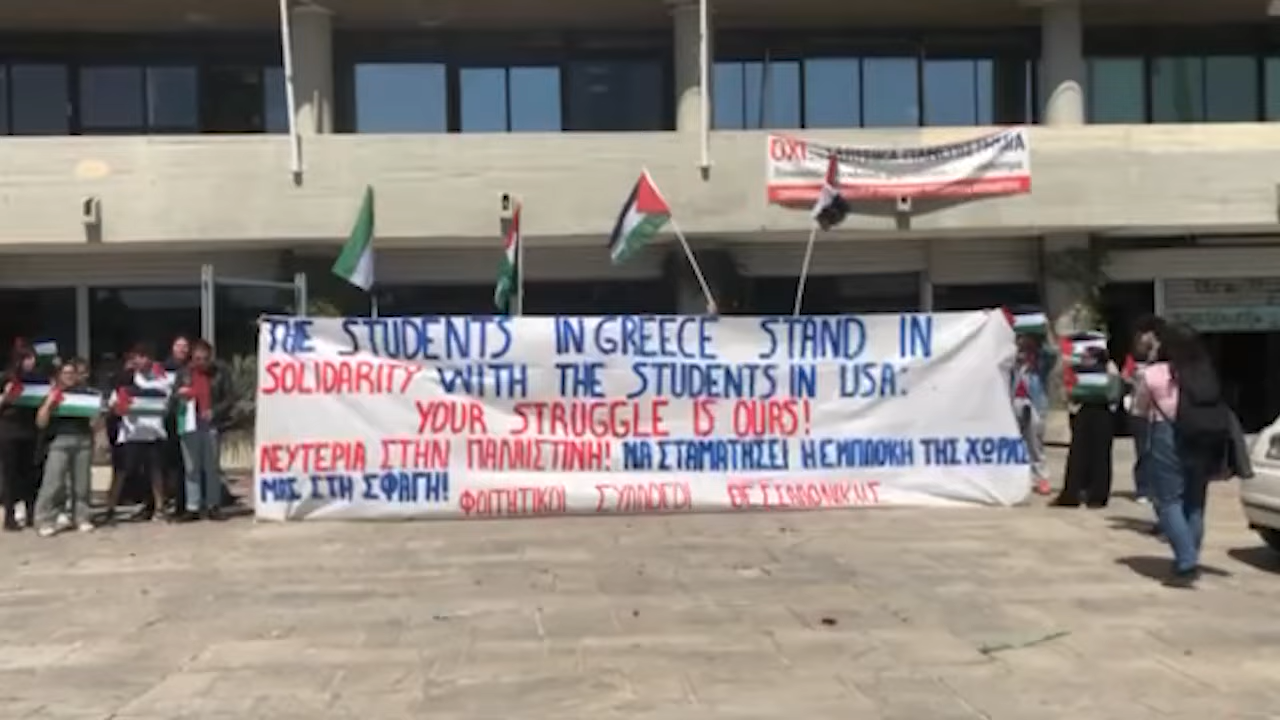 ΟΧΙ
THE STUDENTS IN GREECE STAND IN
SOLIDARITY WITH THE STUDENTS IN USA:
YOUR STRUGGLE IS OURS!
ΛΕΥΤΕΡΙΑ ΣΤΗΝ ΠΑΛΑΙΣΤΙΝΗ! ΝΑ ΣΤΑΜΑΤΗΣΕΙ Η ΕΜΠΛΟΚΗ ΤΗΣ ΧΩΡΑΣ
ΜΑΣ ΣΤΗ ΣΦΑΓΗ! ΦΟΙΤΗΤΙΚΟΙ ΣΥΛΛΟΓΟΙ ΘΕΣΣΑΛΟΝΙΚΗΣ